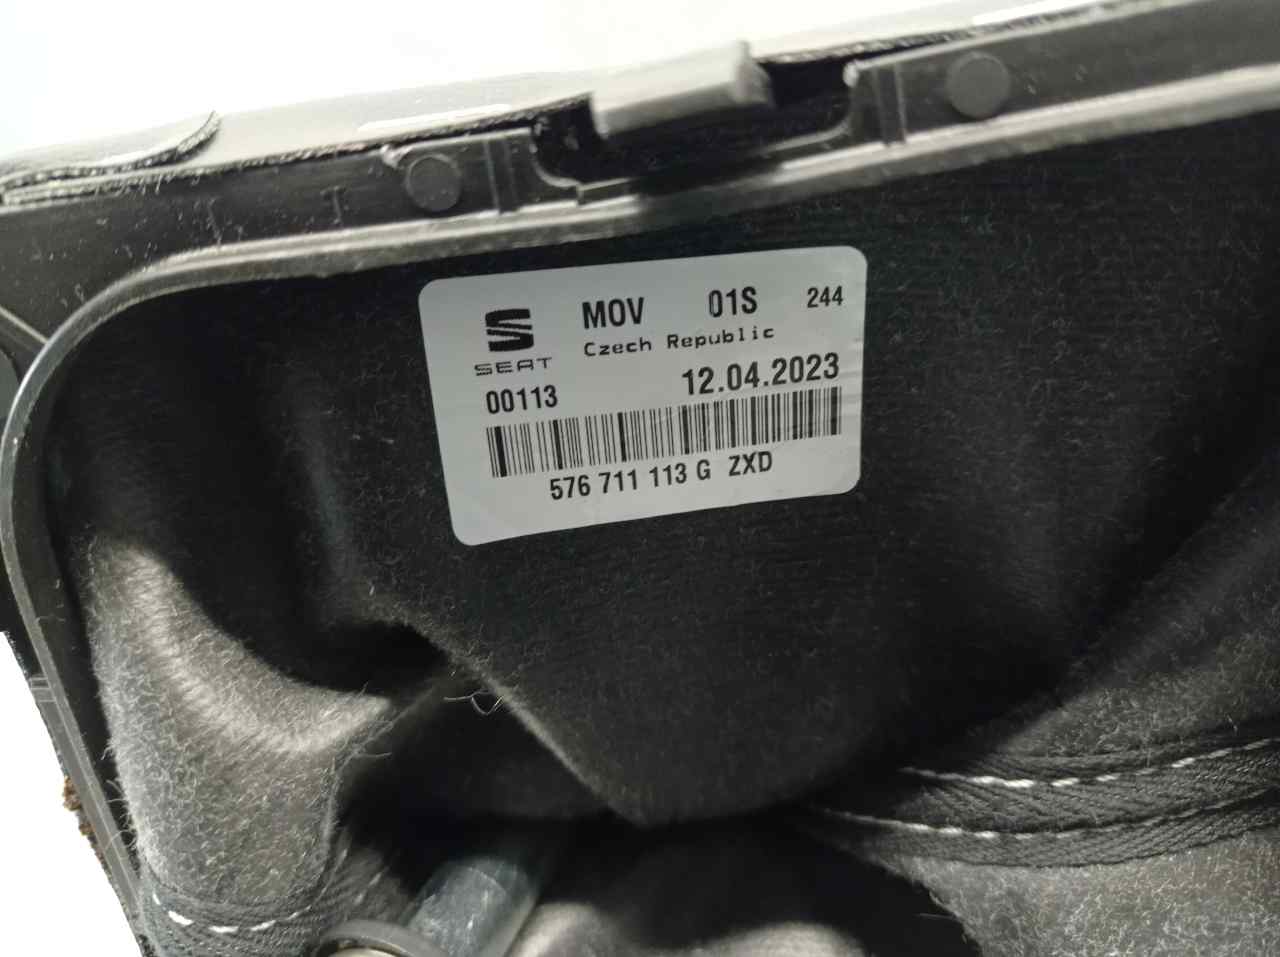 MOV 01S 244
Czech Republic
SEAT
00113 12.04.2023
576 711 113 G ZXD